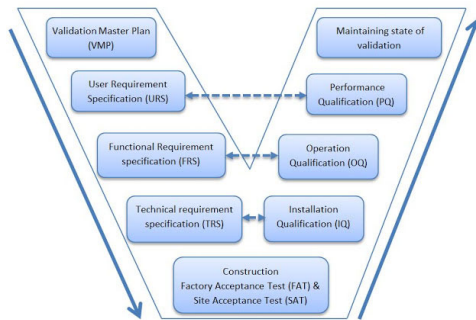 Validation Master Plan
(VMP)
Maintaining state of
validation
User Requirement
Specification (URS)
Performance
Qualification (PQ)
Functional Requirement
specification (FRS)
Operation
Qualification (OQ)
Technical requirement
specification (TRS)
Installation
Qualification (IQ)
Construction
Factory Acceptance Test (FAT) &
Site Acceptance Test (SAT)